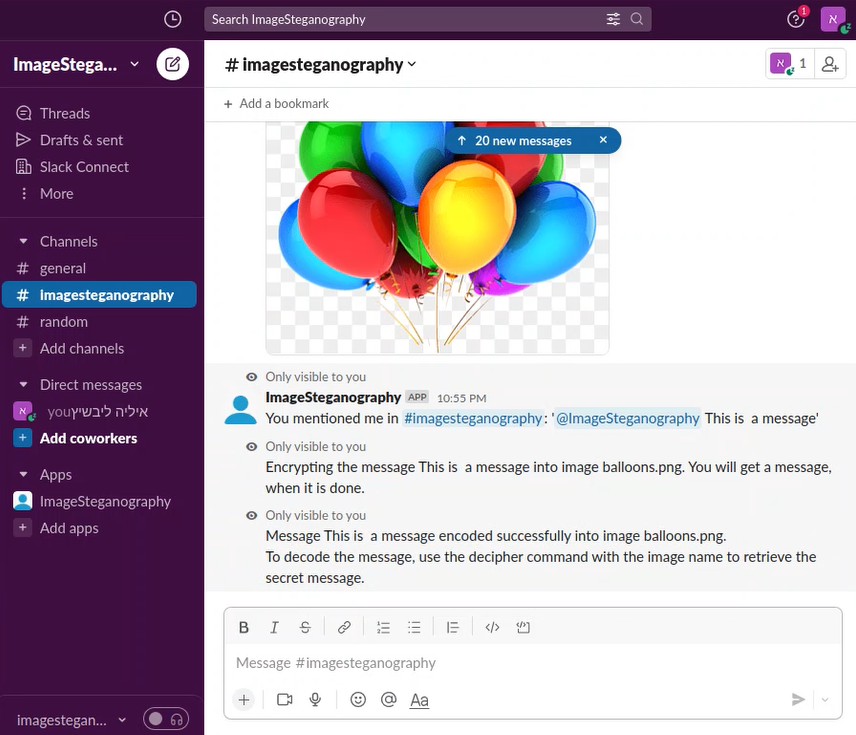 Search ImageSteganography
1
א
ImageStega...
# imagesteganography
א 1
+ Add a bookmark
Threads
Drafts & sent
Slack Connect
More
Channels
# general
# imagesteganography
# random
+ Add channels
Direct messages
א איליה ליבשיץyou
+ Add coworkers
Apps
ImageSteganography
+ Add apps
imagestegan...
↑ 20 new messages ×
Only visible to you
ImageSteganography APP 10:55 PM
You mentioned me in #imagesteganography: '@ImageSteganography This is  a message'
Only visible to you
Encrypting the message This is  a message into image balloons.png. You will get a message,
when it is done.
Only visible to you
Message This is  a message encoded successfully into image balloons.png.
To decode the message, use the decipher command with the image name to retrieve the
secret message.
B I S
Message #imagesteganography
+ @ Aa